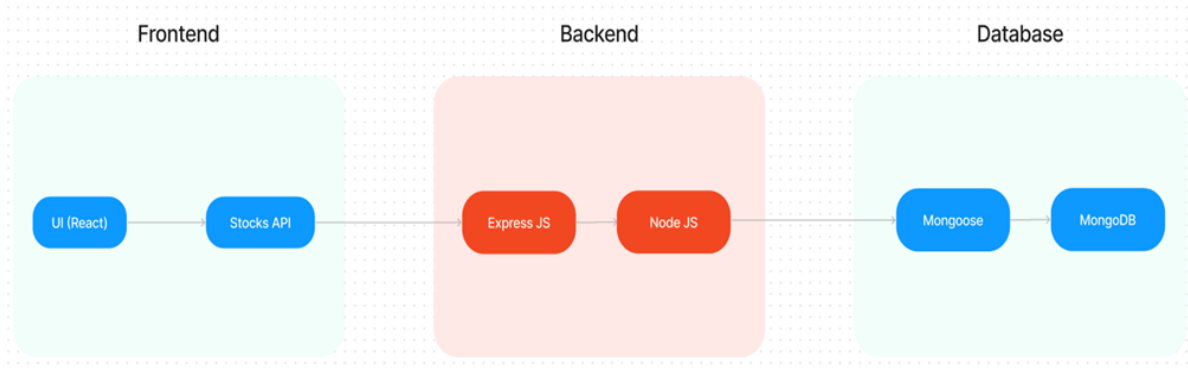 Frontend
Backend
Database
UI (React)
Stocks API
Express JS
Node JS
Mongoose
MongoDB